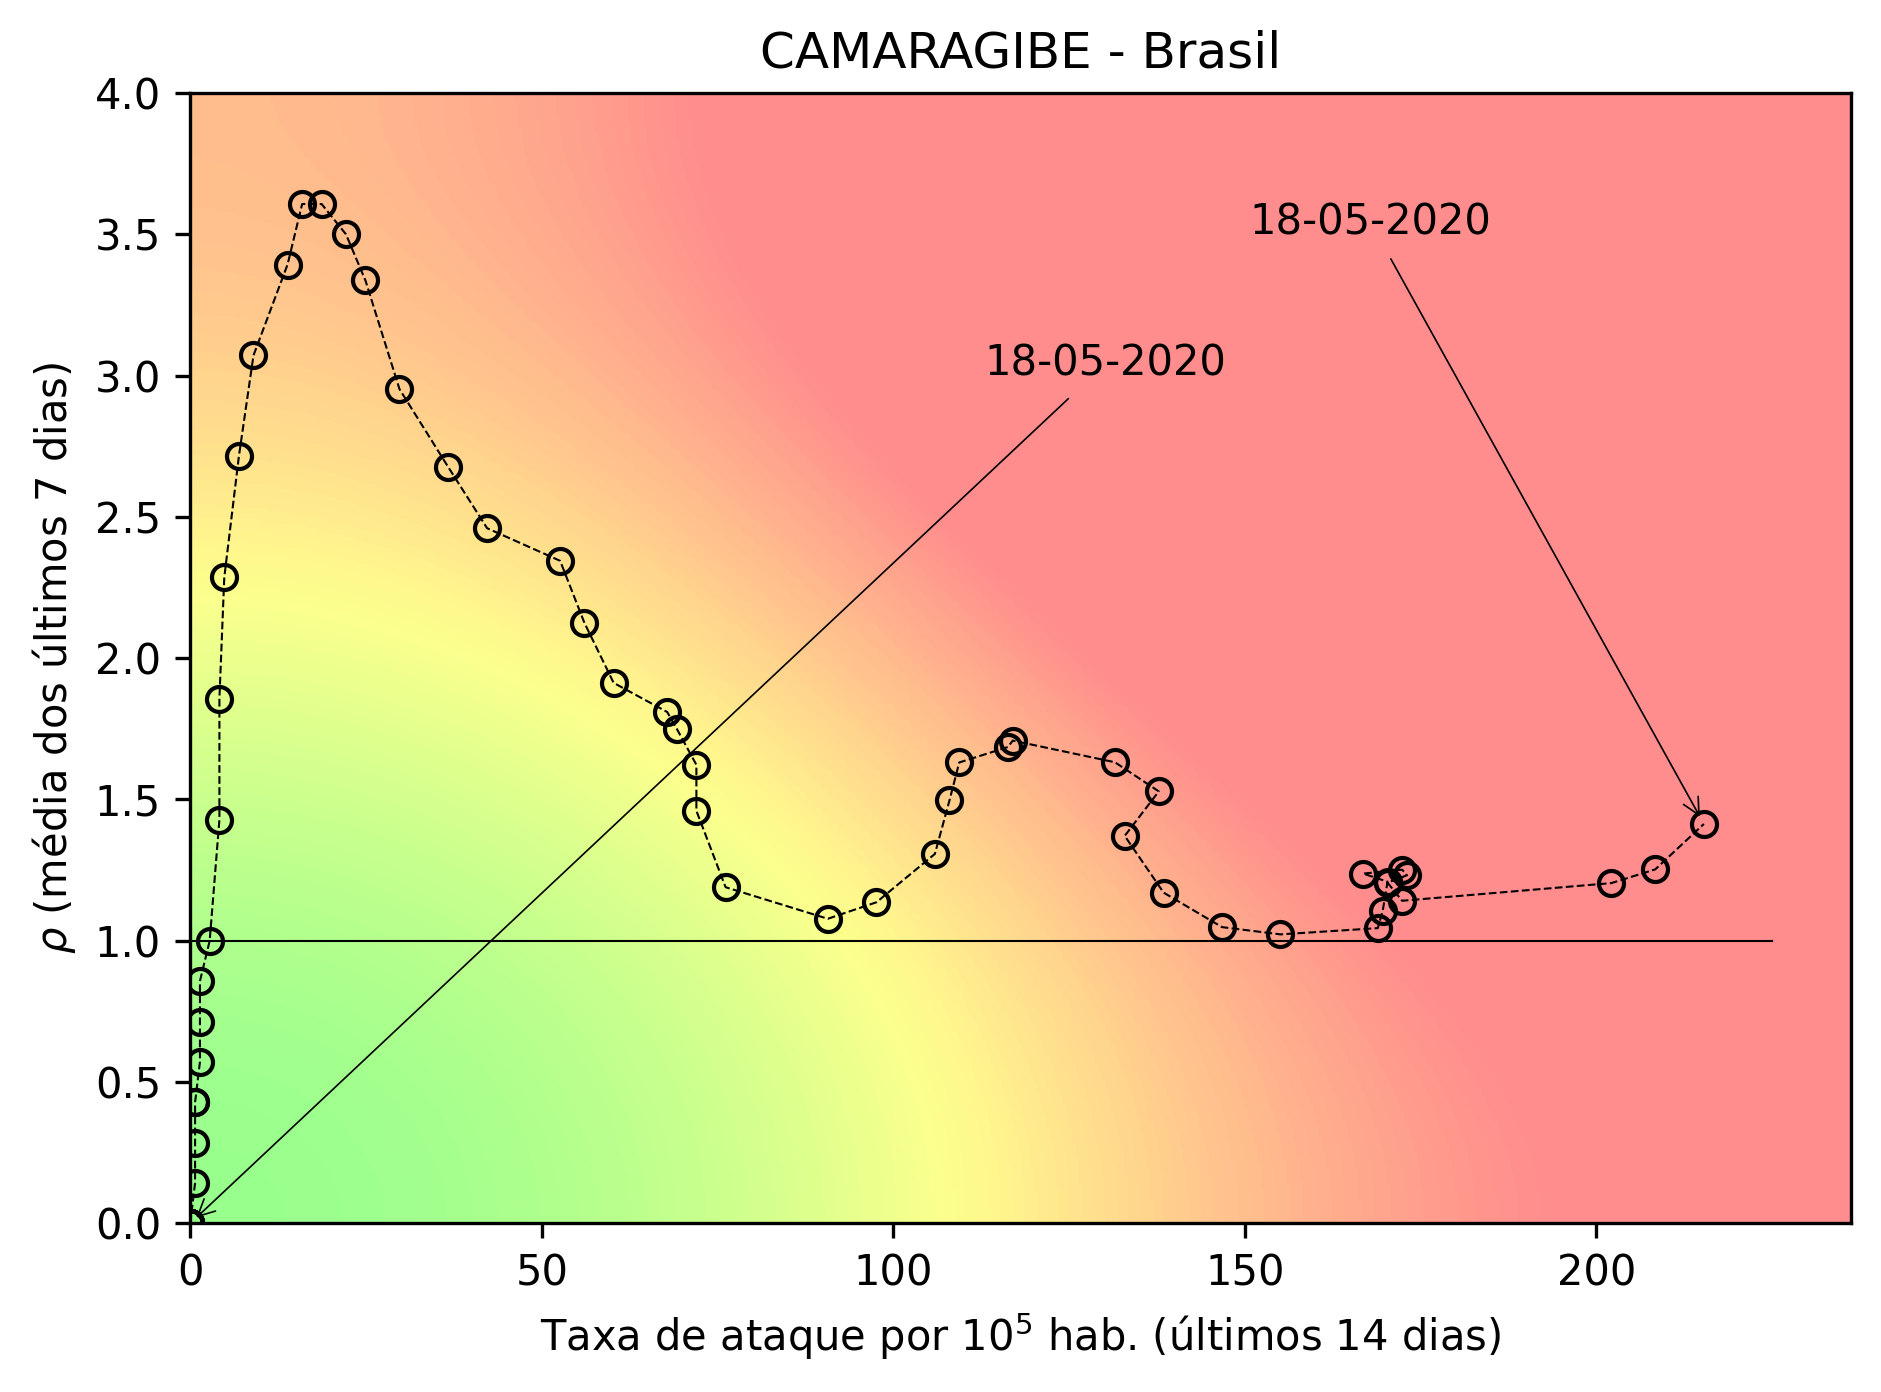 CAMARAGIBE - Brasil
4.0
3.5
3.0
2.5
2.0
1.5
1.0
0.5
0.0
ρ (média dos últimos 7 dias)
18-05-2020
18-05-2020
0 50 100 150 200
Taxa de ataque por 10⁵ hab. (últimos 14 dias)